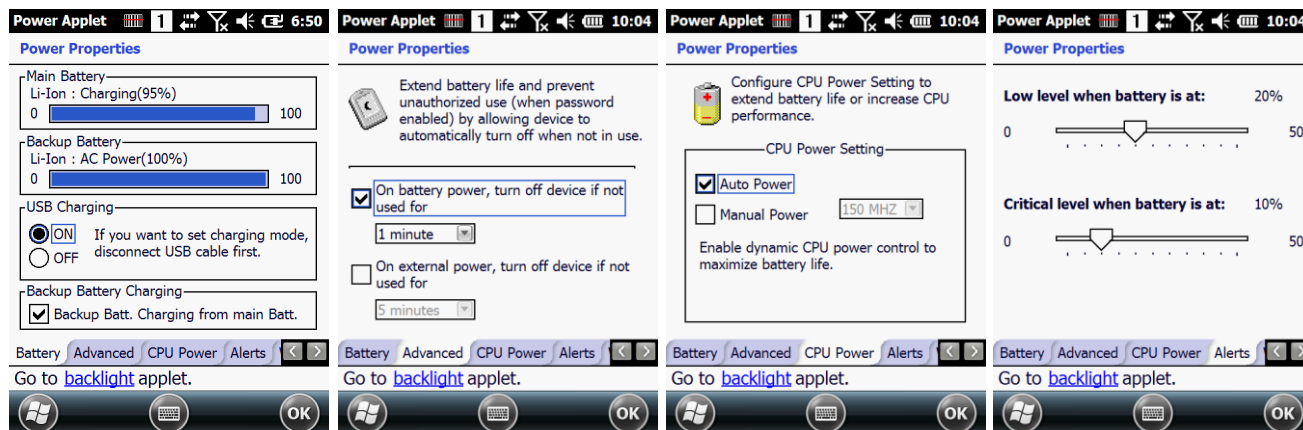 Power Applet 1 6:50
Power Properties
Main Battery
Li-Ion : Charging(95%)
0 100
Backup Battery
Li-Ion : AC Power(100%)
0 100
USB Charging
ON
OFF
If you want to set charging mode,
disconnect USB cable first.
Backup Battery Charging
Backup Batt. Charging from main Batt.
Battery Advanced CPU Power Alerts
Go to backlight applet.
OK
Power Applet 1 10:04
Power Properties
Extend battery life and prevent
unauthorized use (when password
enabled) by allowing device to
automatically turn off when not in use.
On battery power, turn off device if not
used for
1 minute
On external power, turn off device if not
used for
5 minutes
Battery Advanced CPU Power Alerts
Go to backlight applet.
OK
Power Applet 1 10:04
Power Properties
Configure CPU Power Setting to
extend battery life or increase CPU
performance.
CPU Power Setting
Auto Power
Manual Power 150 MHZ
Enable dynamic CPU power control to
maximize battery life.
Battery Advanced CPU Power Alerts
Go to backlight applet.
OK
Power Applet 1 10:04
Power Properties
Low level when battery is at: 20%
0 50
Critical level when battery is at: 10%
0 50
Battery Advanced CPU Power Alerts
Go to backlight applet.
OK